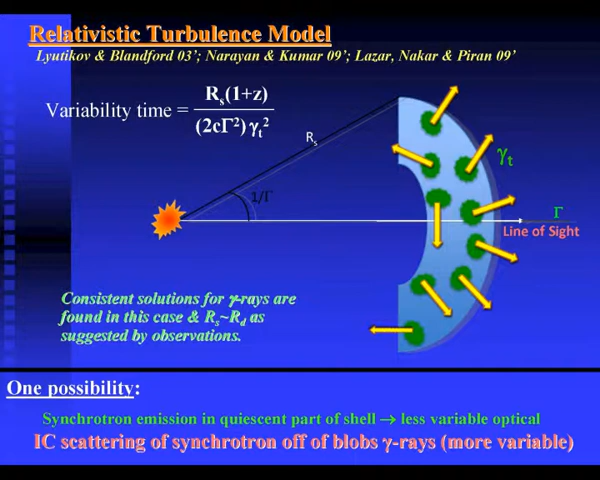 Relativistic Turbulence Model
Lyutikov & Blandford 03'; Narayan & Kumar 09'; Lazar, Nakar & Piran 09'
Variability time = Rs(1+z) / (2cΓ²) γt²
Rs
γt
1/Γ
Γ
Line of Sight
Consistent solutions for γ-rays are
found in this case & Rs~Rd as
suggested by observations.
One possibility:
Synchrotron emission in quiescent part of shell → less variable optical
IC scattering of synchrotron off of blobs γ-rays (more variable)